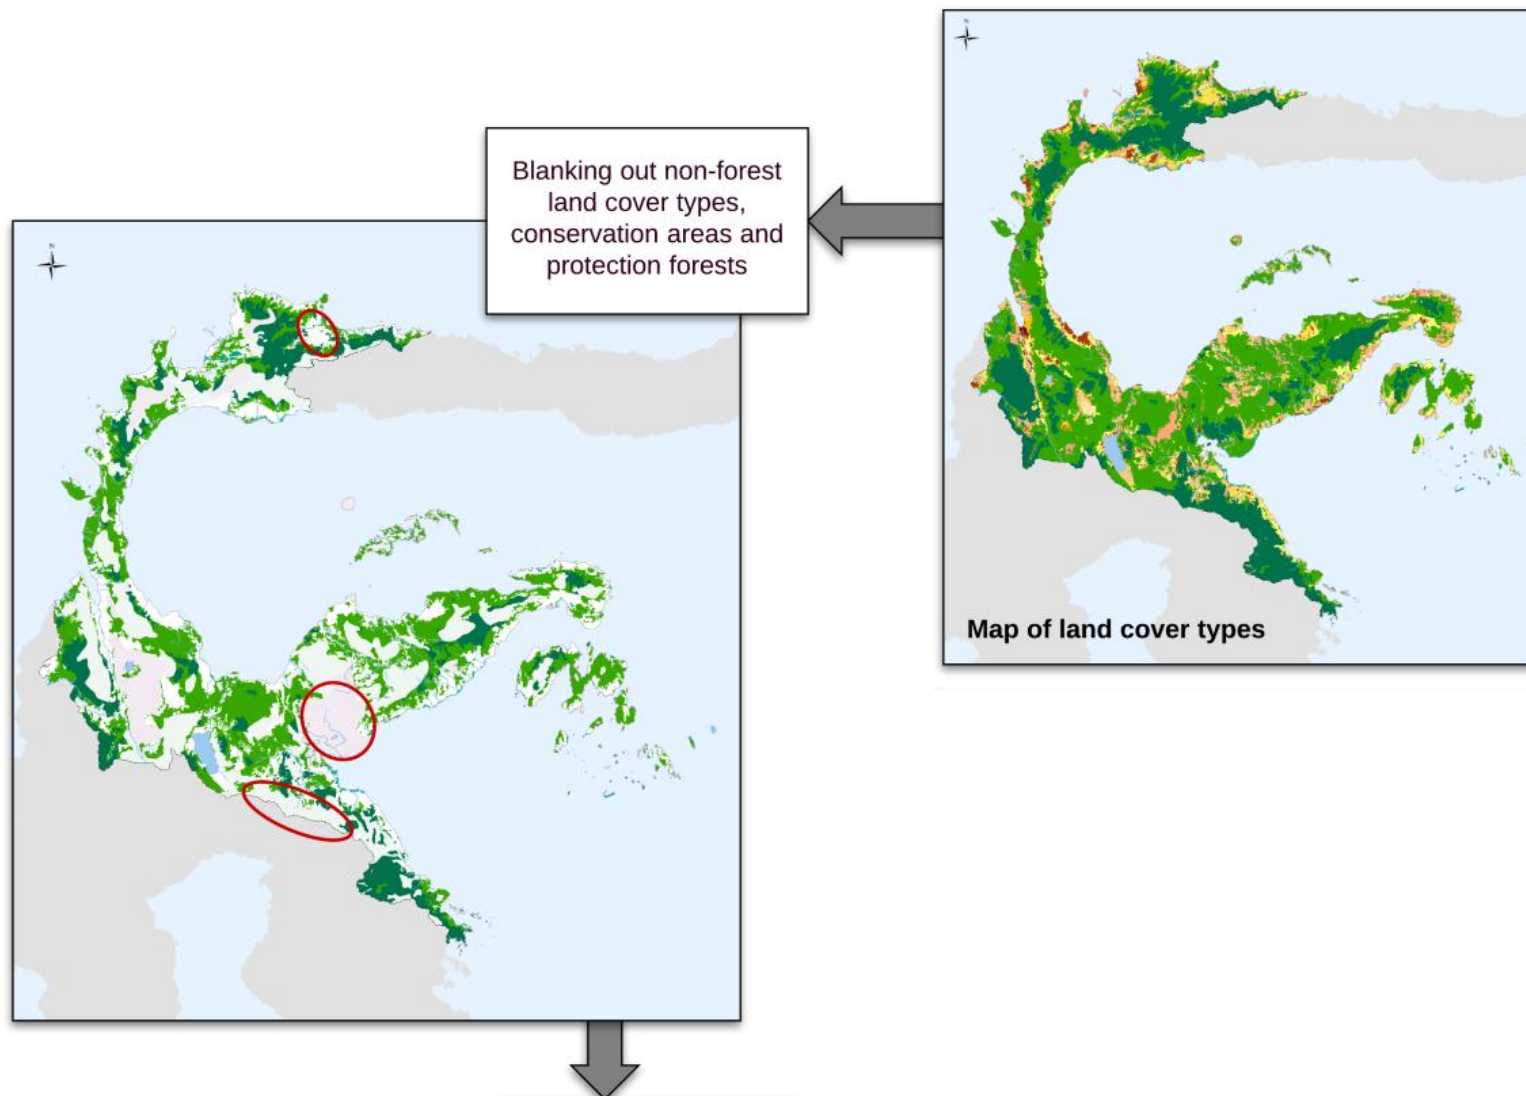 N
Blanking out non-forest
land cover types,
conservation areas and
protection forests
N
Map of land cover types